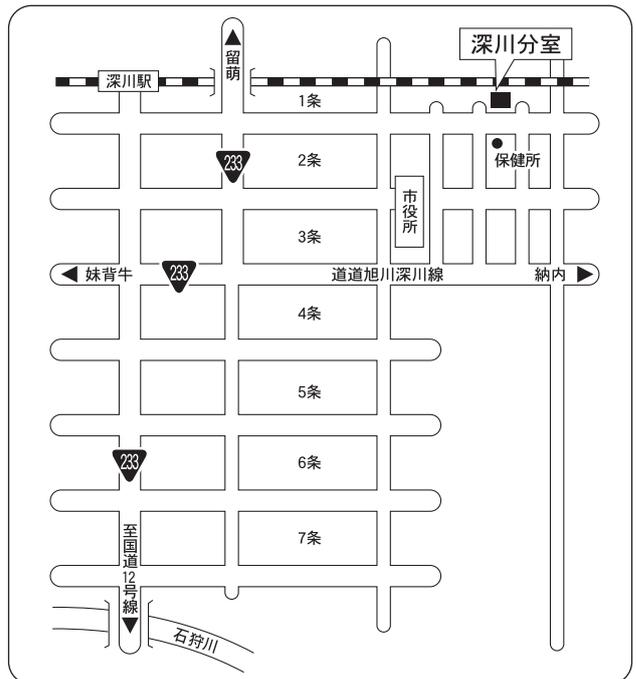 深川分室
留萌
深川駅
1条
233
2条
保健所
市役所
3条
妹背牛
233
道道旭川深川線
納内
4条
5条
6条
233
7条
至国道12号線
石狩川